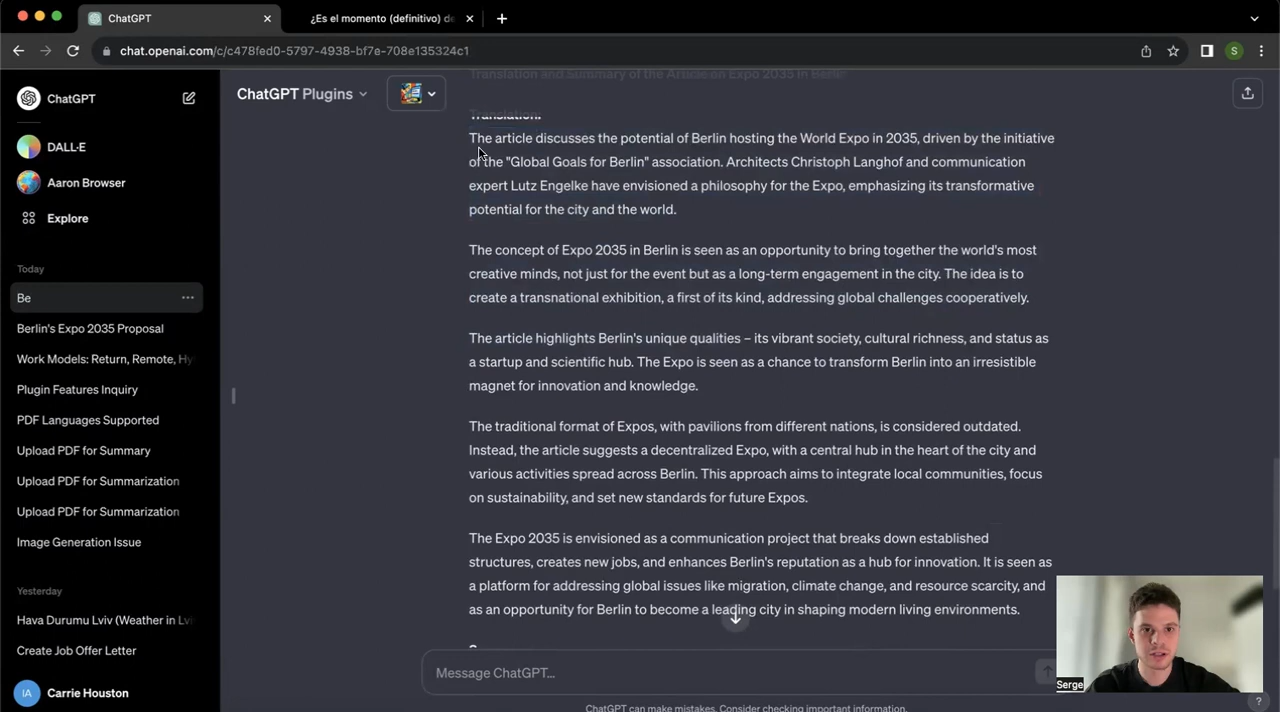 ChatGPT
¿Es el momento (definitivo) de
chat.openai.com/c/c478fed0-5797-4938-bf7e-708e135324c1
S
ChatGPT
DALL·E
Aaron Browser
Explore
Today
Be
Berlin's Expo 2035 Proposal
Work Models: Return, Remote, Hy
Plugin Features Inquiry
PDF Languages Supported
Upload PDF for Summary
Upload PDF for Summarization
Upload PDF for Summarization
Image Generation Issue
Yesterday
Hava Durumu Lviv (Weather in Lvi
Create Job Offer Letter
IA
Carrie Houston
ChatGPT Plugins
Translation and Summary of the Article on Expo 2035 in Berlin
Translation:
The article discusses the potential of Berlin hosting the World Expo in 2035, driven by the initiative
of the "Global Goals for Berlin" association. Architects Christoph Langhof and communication
expert Lutz Engelke have envisioned a philosophy for the Expo, emphasizing its transformative
potential for the city and the world.
The concept of Expo 2035 in Berlin is seen as an opportunity to bring together the world's most
creative minds, not just for the event but as a long-term engagement in the city. The idea is to
create a transnational exhibition, a first of its kind, addressing global challenges cooperatively.
The article highlights Berlin's unique qualities – its vibrant society, cultural richness, and status as
a startup and scientific hub. The Expo is seen as a chance to transform Berlin into an irresistible
magnet for innovation and knowledge.
The traditional format of Expos, with pavilions from different nations, is considered outdated.
Instead, the article suggests a decentralized Expo, with a central hub in the heart of the city and
various activities spread across Berlin. This approach aims to integrate local communities, focus
on sustainability, and set new standards for future Expos.
The Expo 2035 is envisioned as a communication project that breaks down established
structures, creates new jobs, and enhances Berlin's reputation as a hub for innovation. It is seen as
a platform for addressing global issues like migration, climate change, and resource scarcity, and
as an opportunity for Berlin to become a leading city in shaping modern living environments.
Message ChatGPT...
ChatGPT can make mistakes. Consider checking important information.
Serge
?